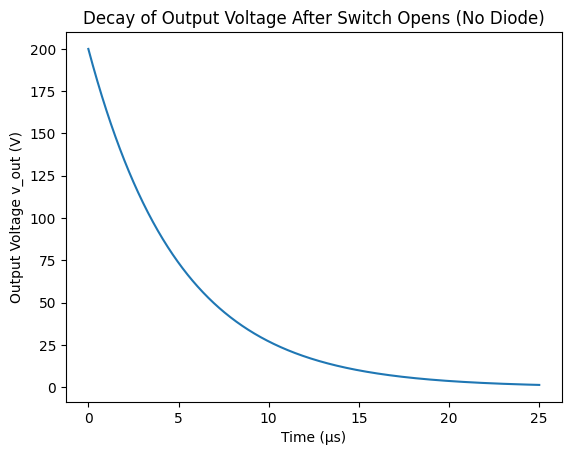 Decay of Output Voltage After Switch Opens (No Diode)
Output Voltage v_out (V)
200
175
150
125
100
75
50
25
0
0 5 10 15 20 25
Time (µs)